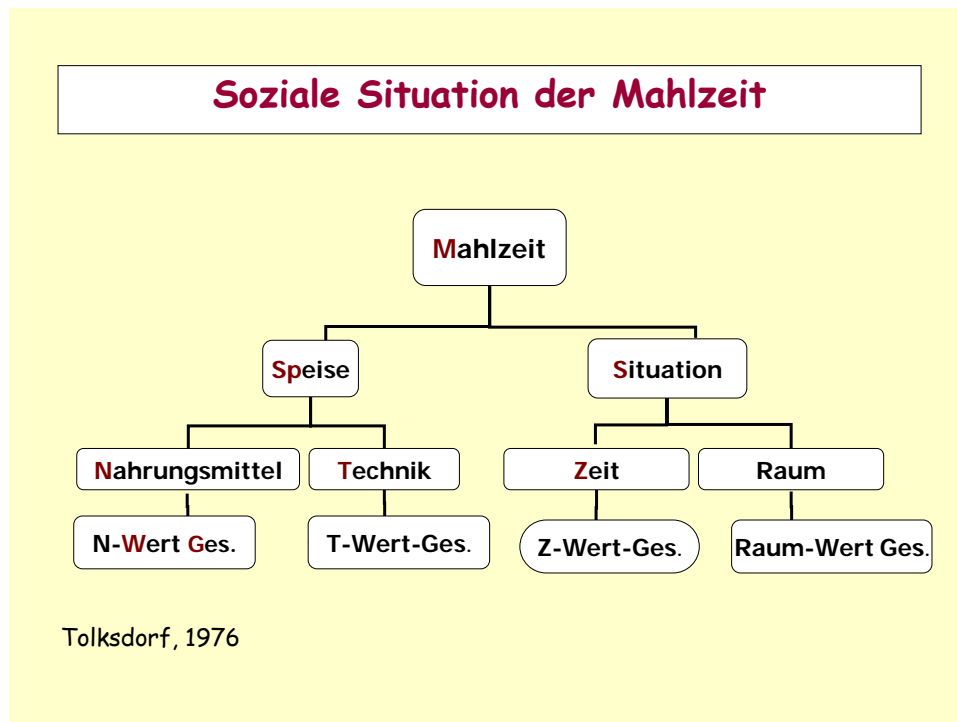 Soziale Situation der Mahlzeit
Mahlzeit
Speise
Situation
Nahrungsmittel
Technik
Zeit
Raum
N-Wert Ges.
T-Wert-Ges.
Z-Wert-Ges.
Raum-Wert Ges.
Tolksdorf, 1976